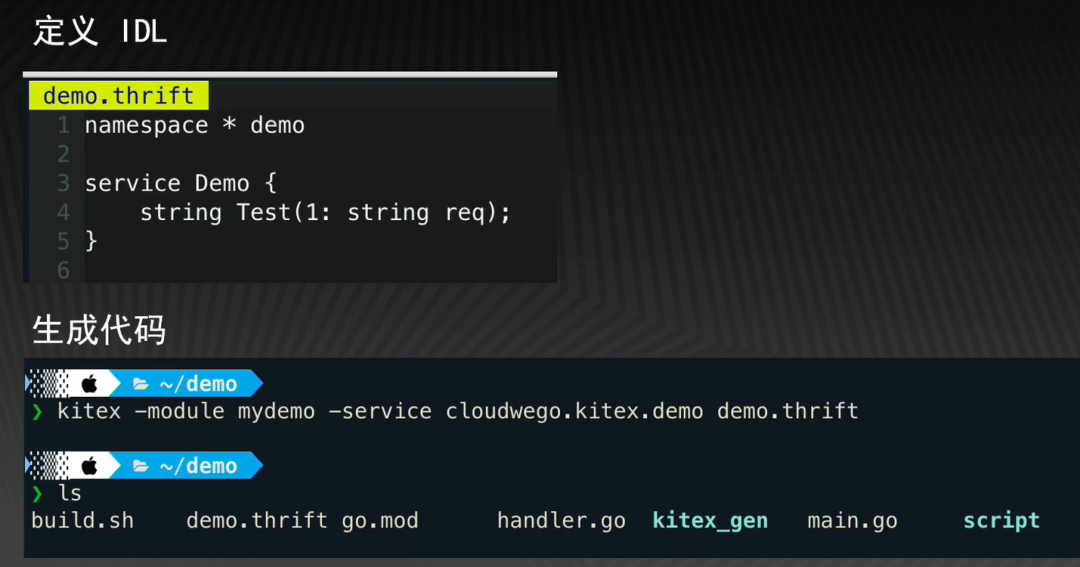 定义 IDL
demo.thrift
1 namespace * demo
2
3 service Demo {
4     string Test(1: string req);
5 }
6
生成代码
~/demo
❯ kitex -module mydemo -service cloudwego.kitex.demo demo.thrift
~/demo
❯ ls
build.sh    demo.thrift go.mod      handler.go  kitex_gen   main.go     script